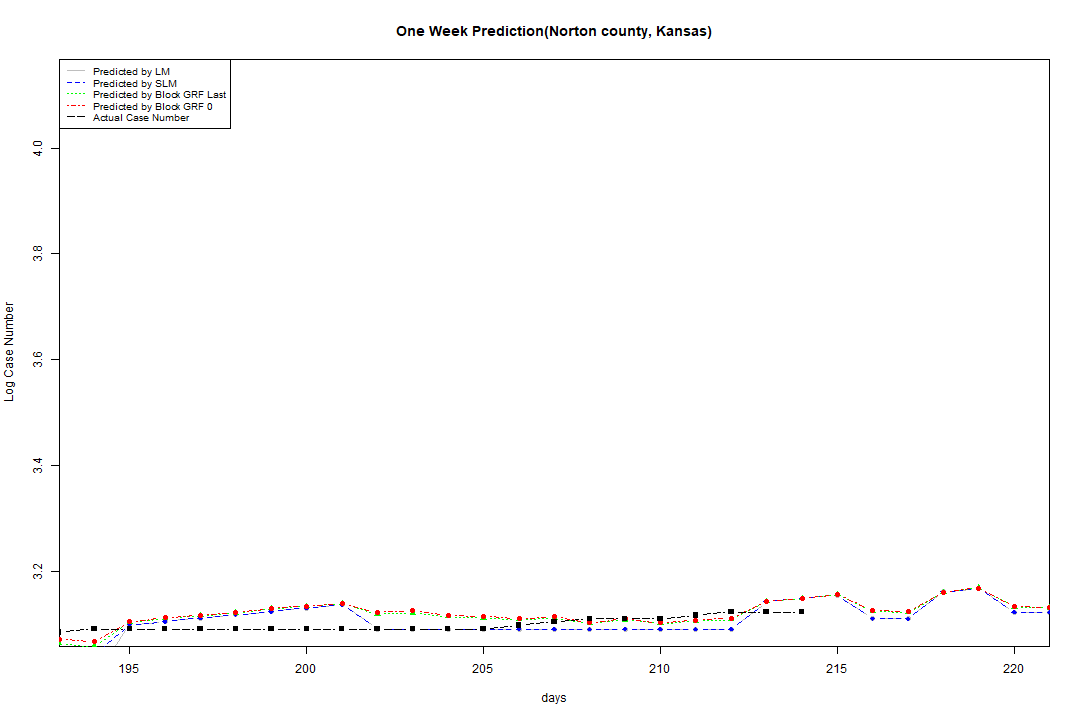 One Week Prediction(Norton county, Kansas)
Predicted by LM
Predicted by SLM
Predicted by Block GRF Last
Predicted by Block GRF 0
Actual Case Number
Log Case Number
4.0
3.8
3.6
3.4
3.2
195 200 205 210 215 220
days